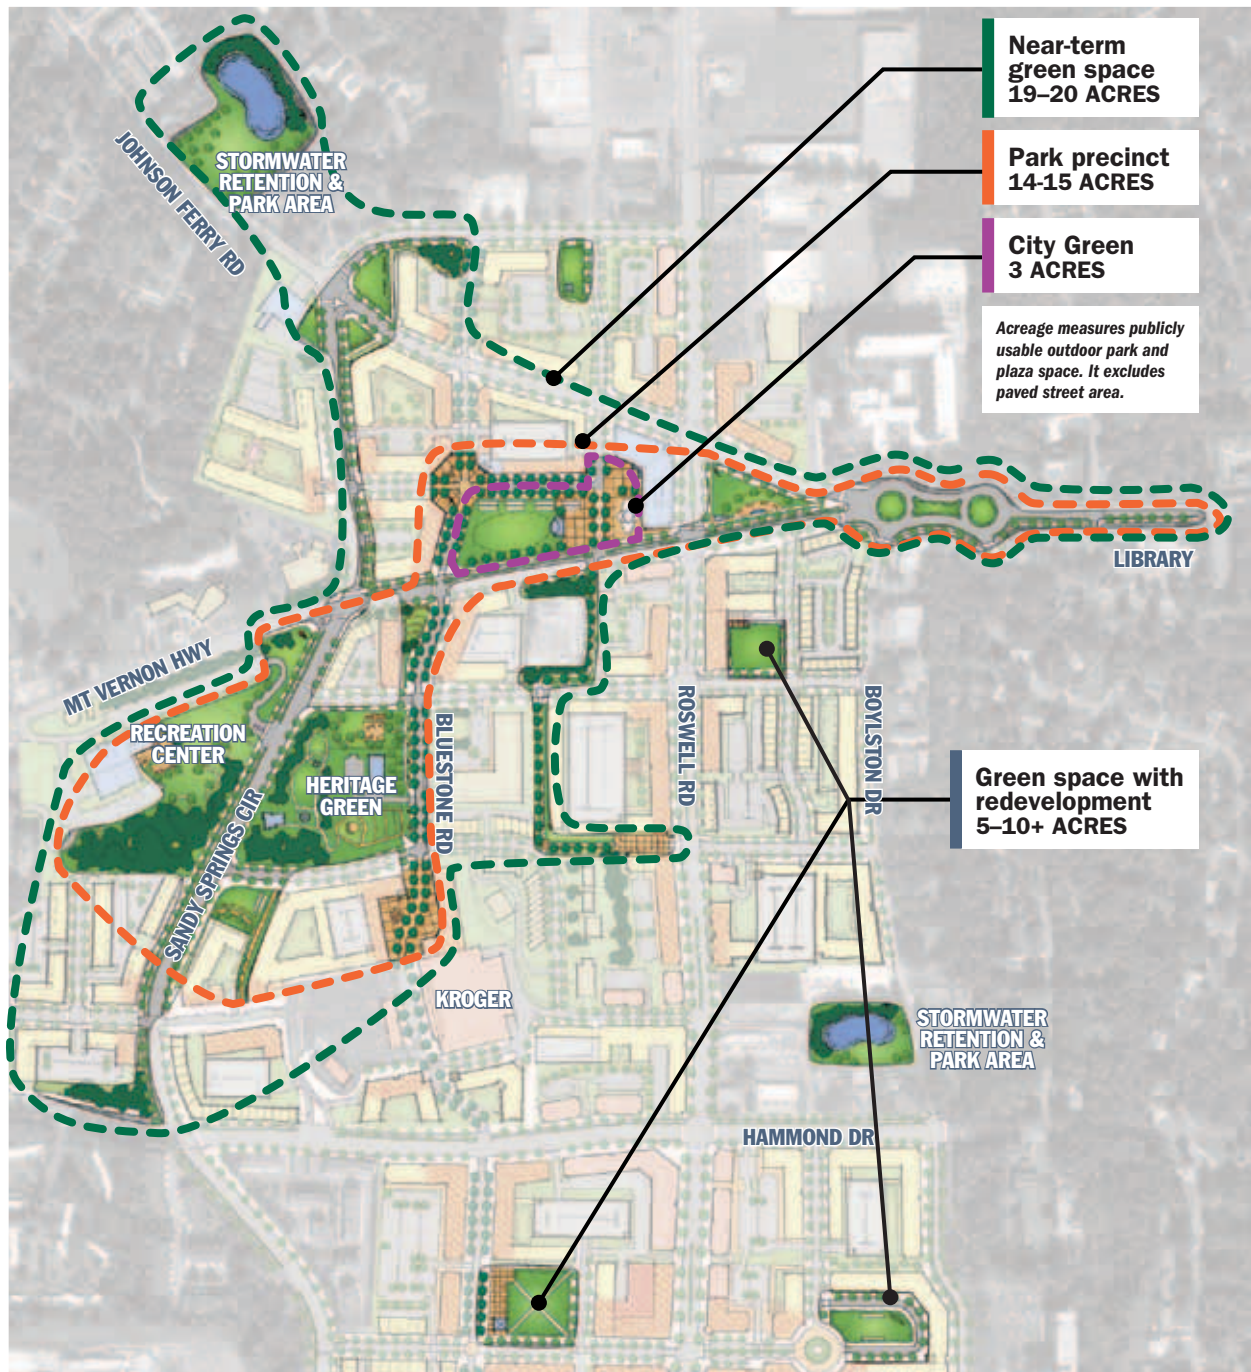 Near-term
green space
19–20 ACRES
Park precinct
14-15 ACRES
City Green
3 ACRES
Acreage measures publicly
usable outdoor park and
plaza space. It excludes
paved street area.
STORMWATER
RETENTION &
PARK AREA
JOHNSON FERRY RD
LIBRARY
MT VERNON HWY
RECREATION
CENTER
HERITAGE
GREEN
BLUESTONE RD
SANDY SPRINGS CIR
ROSWELL RD
BOYLSTON DR
Green space with
redevelopment
5–10+ ACRES
KROGER
STORMWATER
RETENTION &
PARK AREA
HAMMOND DR